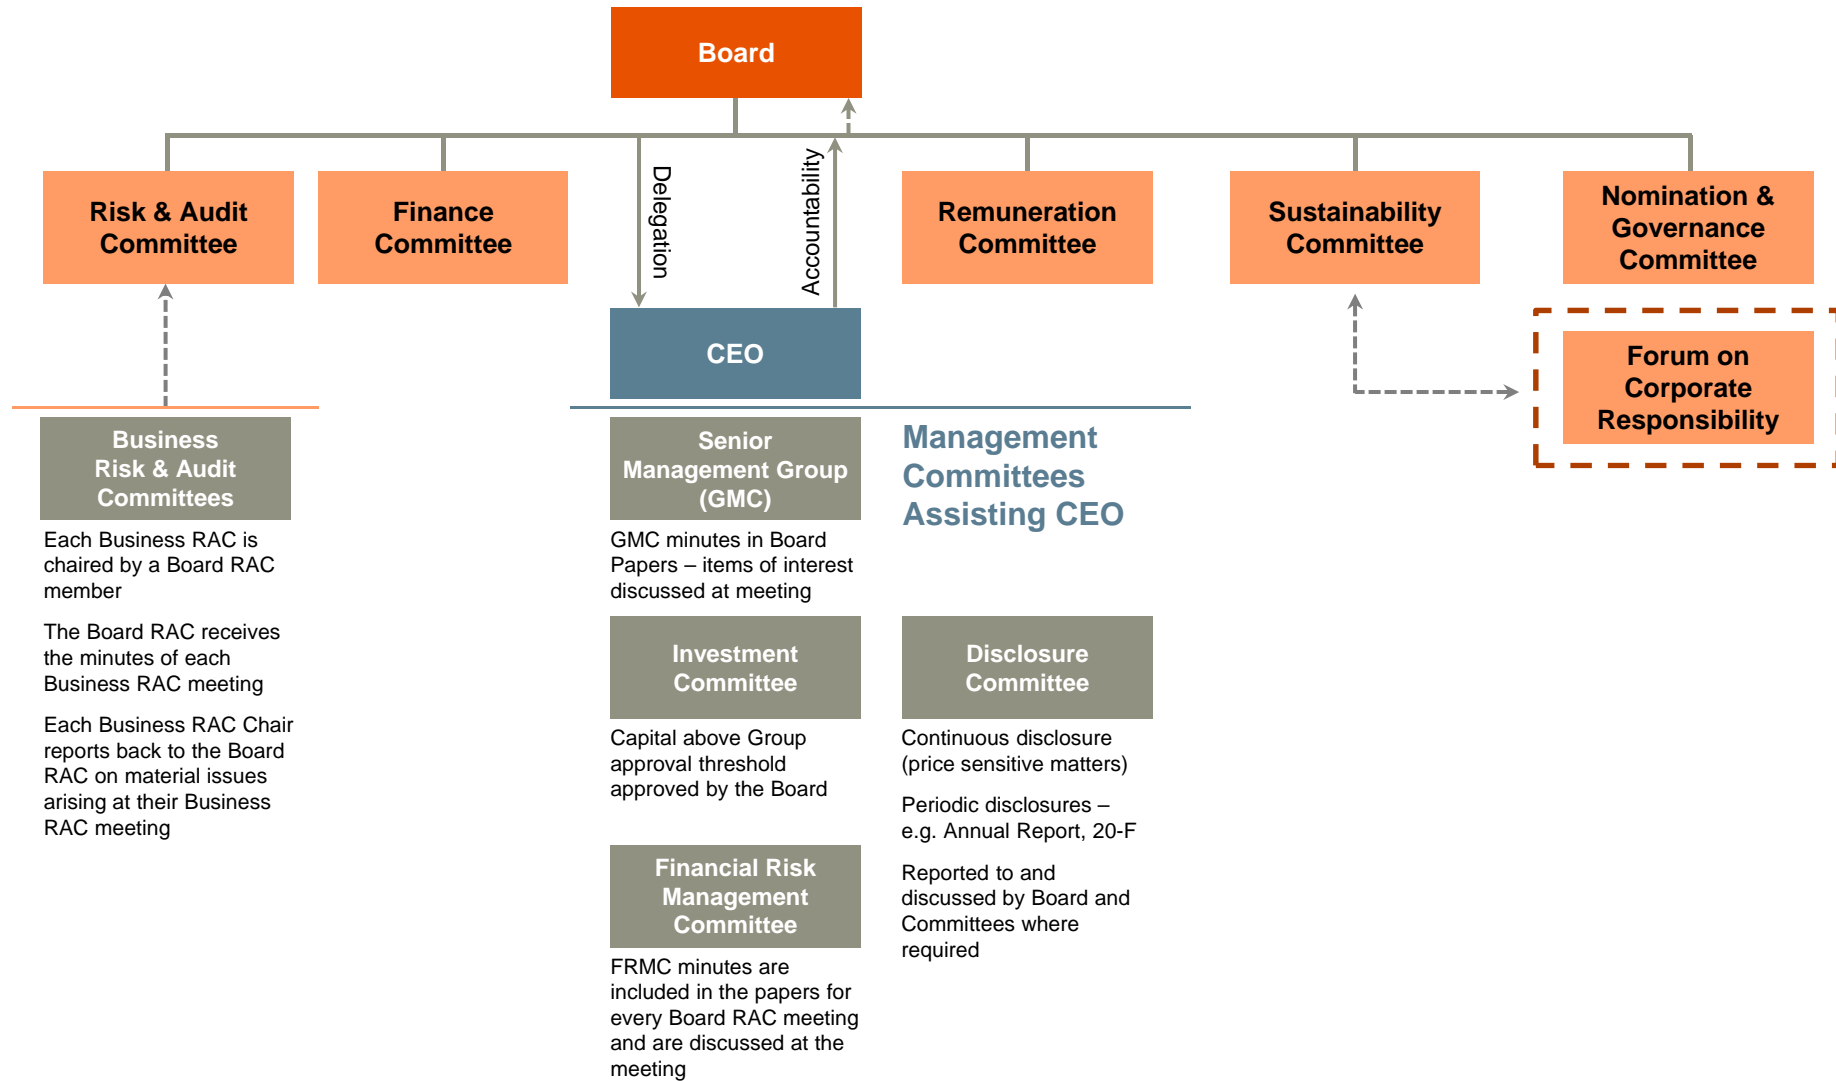 Board
Delegation
Accountability
Risk & Audit
Committee
Finance
Committee
Remuneration
Committee
Sustainability
Committee
Nomination &
Governance
Committee
CEO
Forum on
Corporate
Responsibility
Business
Risk & Audit
Committees
Each Business RAC is
chaired by a Board RAC
member
The Board RAC receives
the minutes of each
Business RAC meeting
Each Business RAC Chair
reports back to the Board
RAC on material issues
arising at their Business
RAC meeting
Senior
Management Group
(GMC)
GMC minutes in Board
Papers – items of interest
discussed at meeting
Management
Committees
Assisting CEO
Investment
Committee
Capital above Group
approval threshold
approved by the Board
Disclosure
Committee
Continuous disclosure
(price sensitive matters)
Periodic disclosures –
e.g. Annual Report, 20-F
Reported to and
discussed by Board and
Committees where
required
Financial Risk
Management
Committee
FRMC minutes are
included in the papers for
every Board RAC meeting
and are discussed at the
meeting